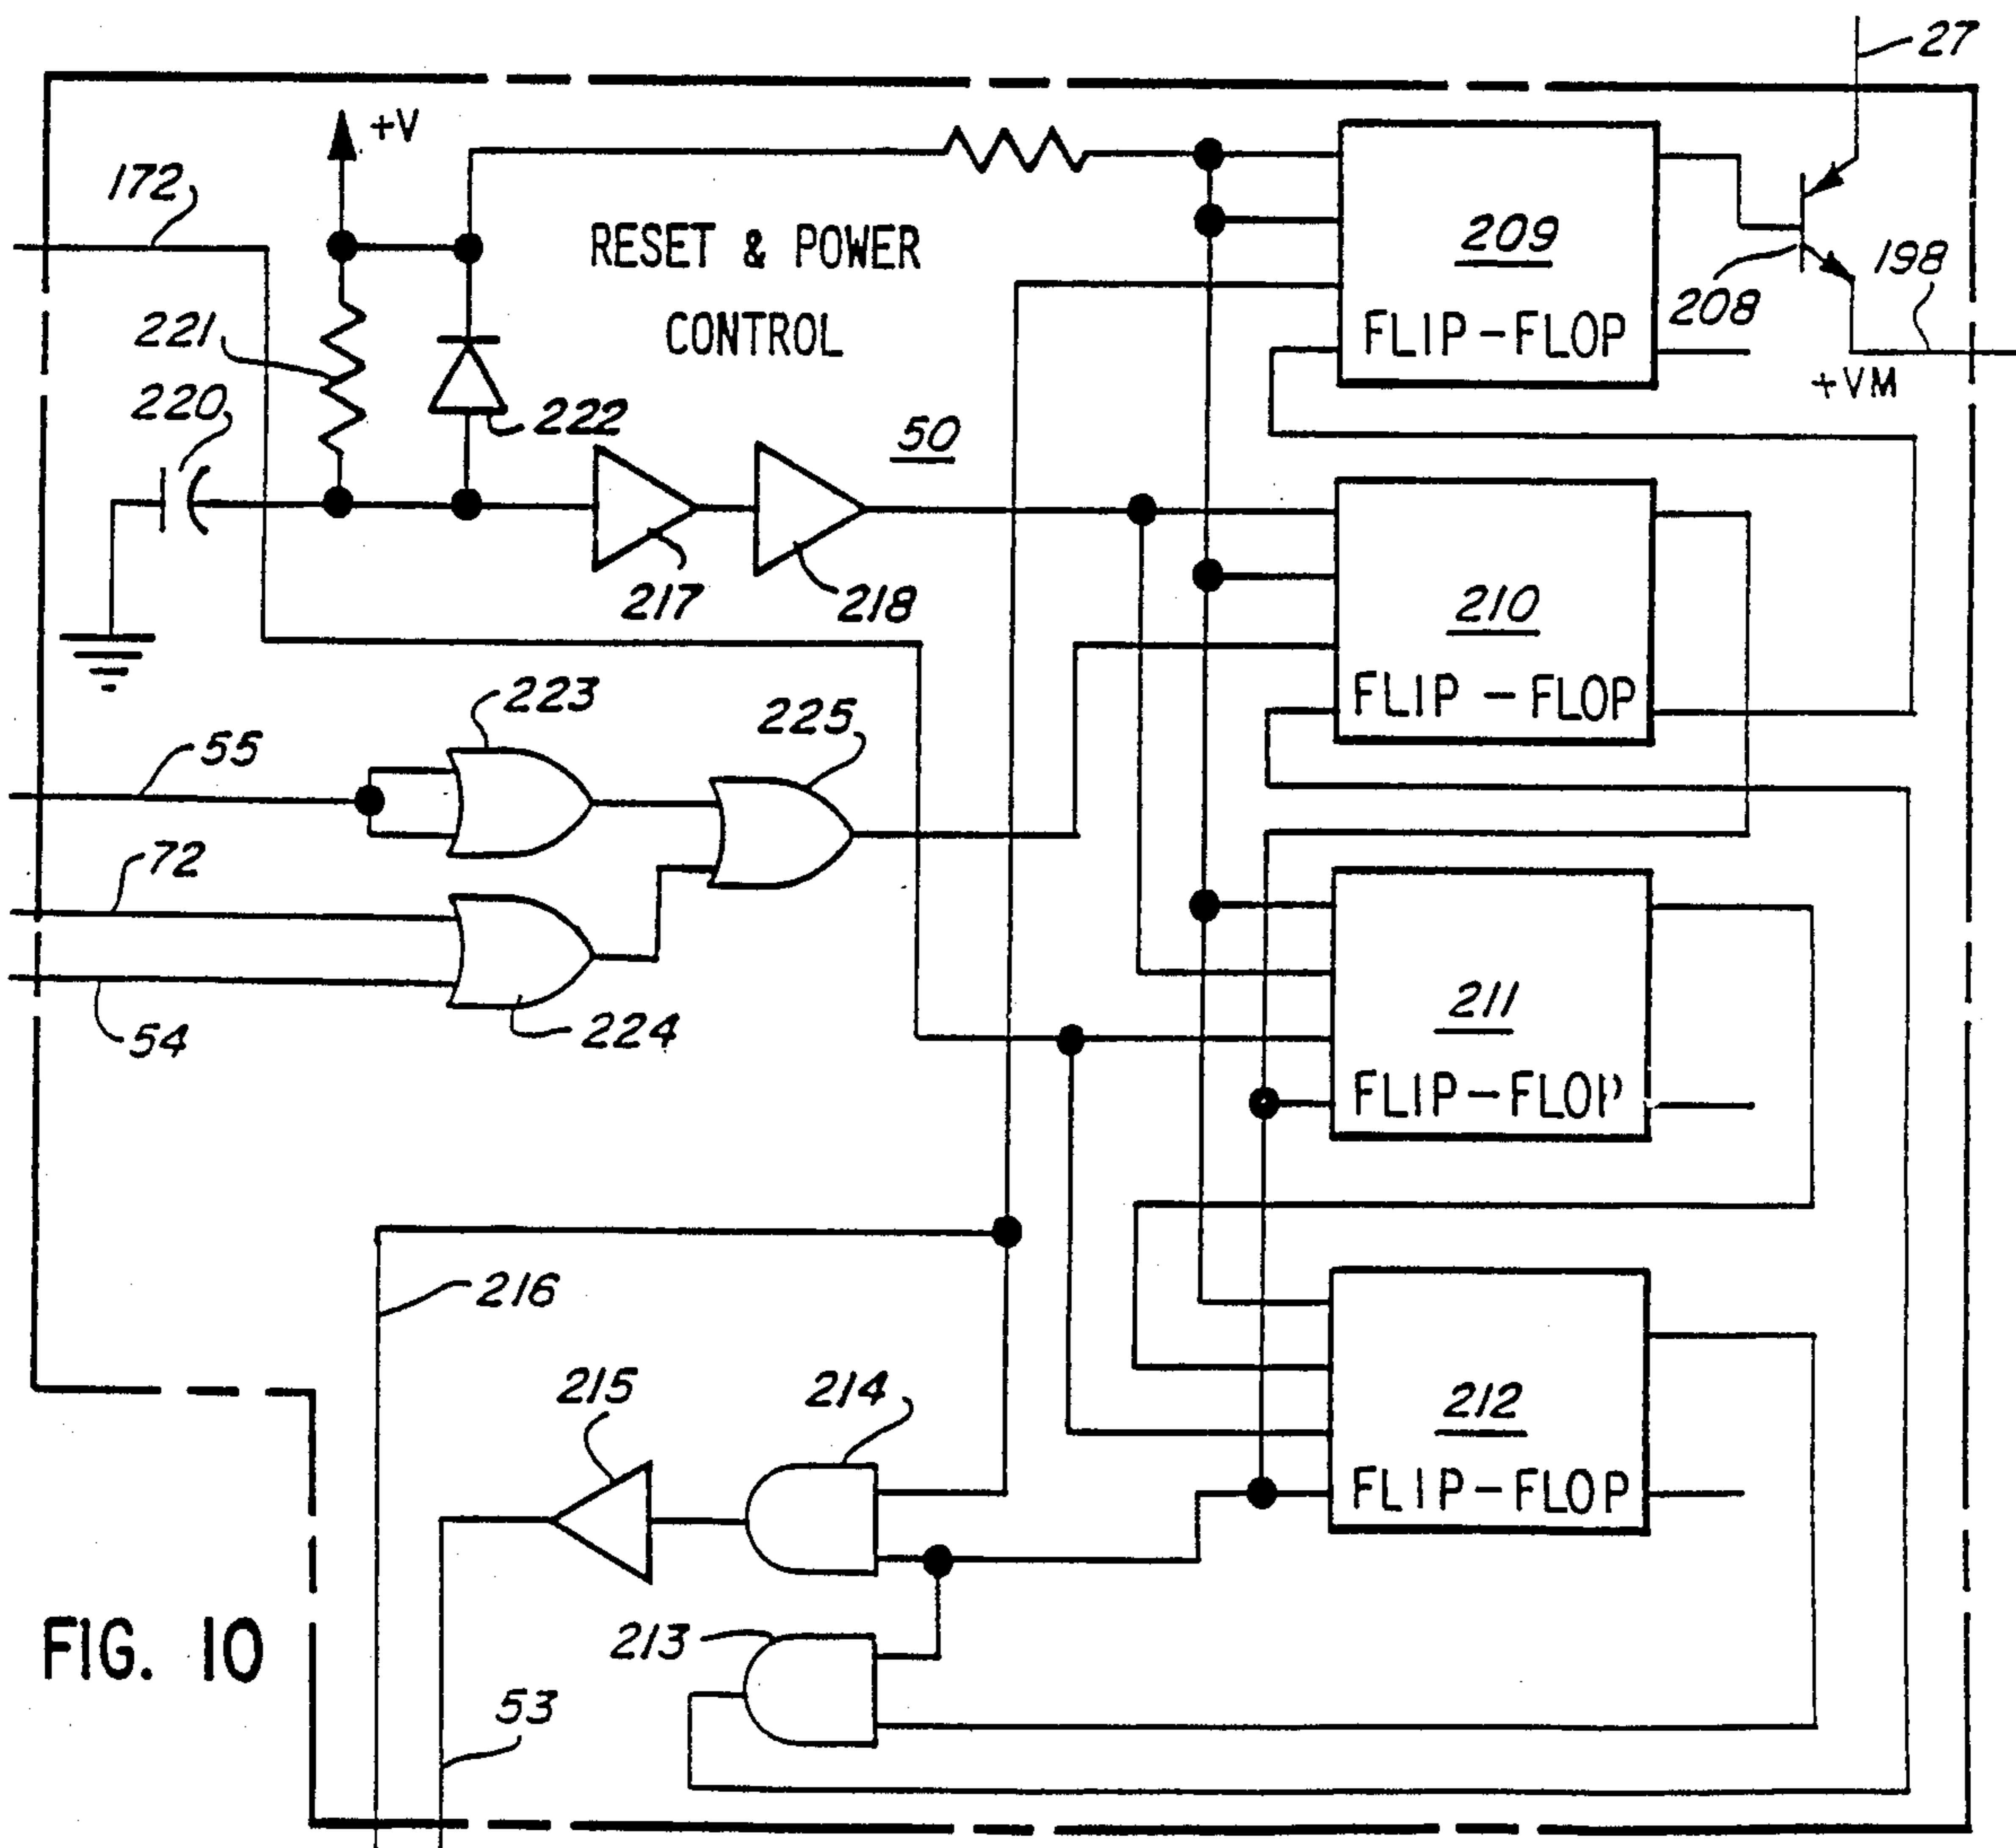 27
+V
172
RESET & POWER
CONTROL
209
FLIP-FLOP
198
208
+VM
221
220
222
50
217
218
210
FLIP-FLOP
223
225
55
72
54
224
211
FLIP-FLOP
216
215
214
212
FLIP-FLOP
213
53
FIG. 10